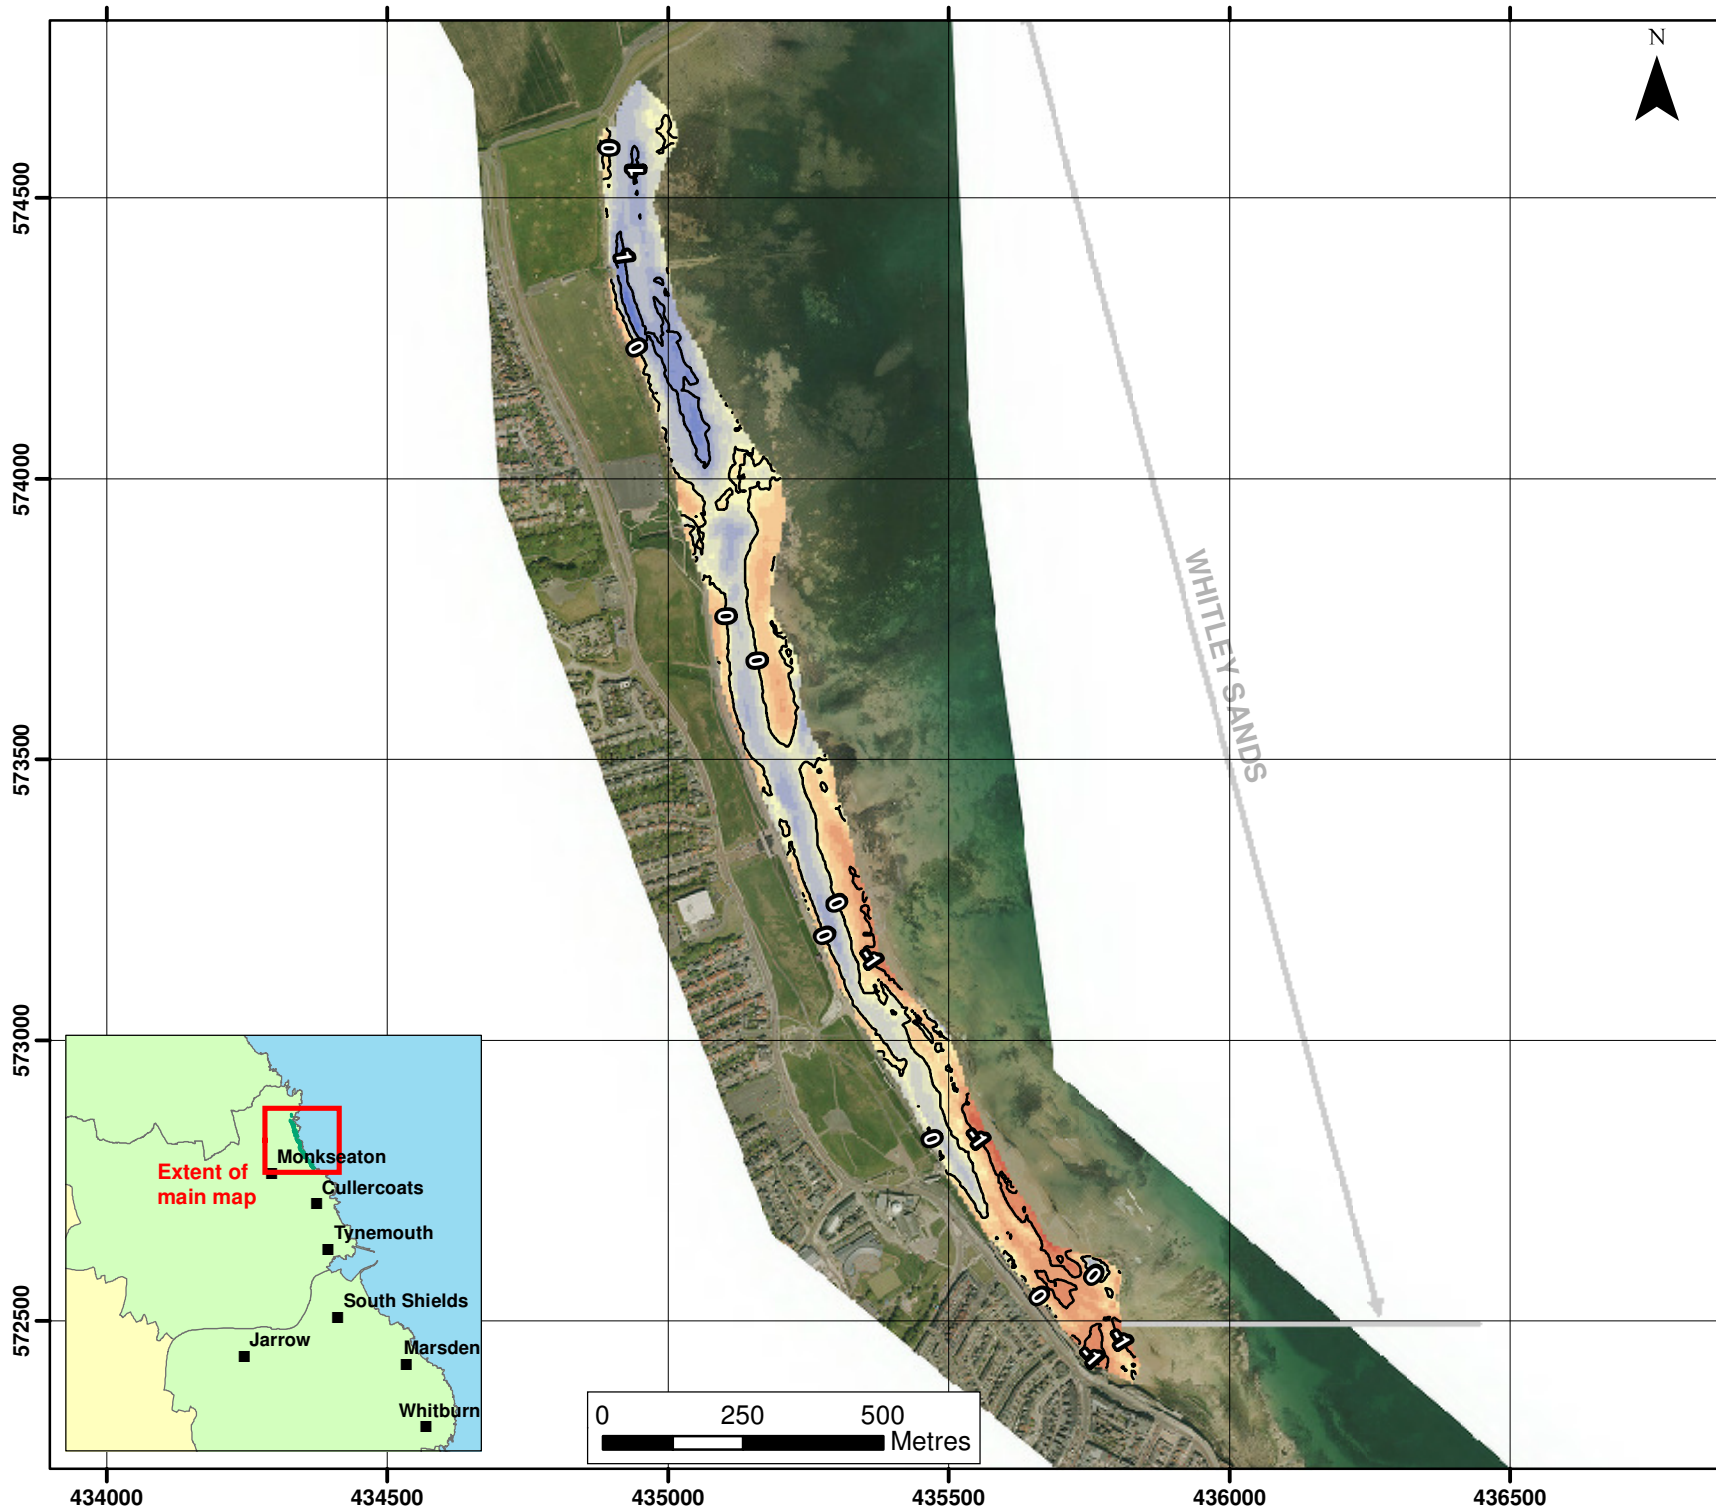 N
574500
574000
573500
573000
572500
0
1
1
0
0
0
WHITLEY SANDS
0
0
-1
0
-1
0
0
-1
-1
Monkseaton
Extent of
main map
Cullercoats
Tynemouth
South Shields
Jarrow
Marsden
Whitburn
0 250 500
Metres
434000 434500 435000 435500 436000 436500